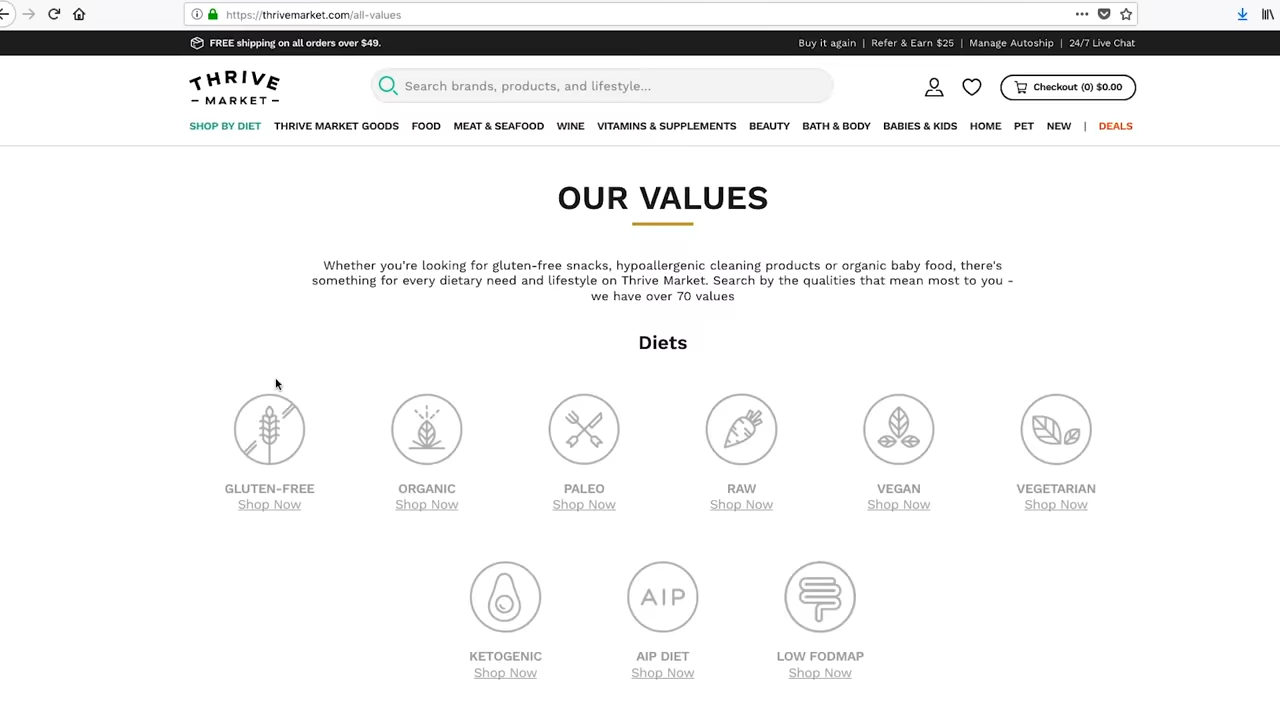 https://thrivemarket.com/all-values
FREE shipping on all orders over $49.
Buy it again | Refer & Earn $25 | Manage Autoship | 24/7 Live Chat
THRIVE
MARKET
Search brands, products, and lifestyle...
Checkout (0) $0.00
SHOP BY DIET THRIVE MARKET GOODS FOOD MEAT & SEAFOOD WINE VITAMINS & SUPPLEMENTS BEAUTY BATH & BODY BABIES & KIDS HOME PET NEW | DEALS
OUR VALUES
Whether you're looking for gluten-free snacks, hypoallergenic cleaning products or organic baby food, there's
something for every dietary need and lifestyle on Thrive Market. Search by the qualities that mean most to you -
we have over 70 values
Diets
GLUTEN-FREE ORGANIC PALEO RAW VEGAN VEGETARIAN
Shop Now Shop Now Shop Now Shop Now Shop Now Shop Now
AIP
KETOGENIC AIP DIET LOW FODMAP
Shop Now Shop Now Shop Now